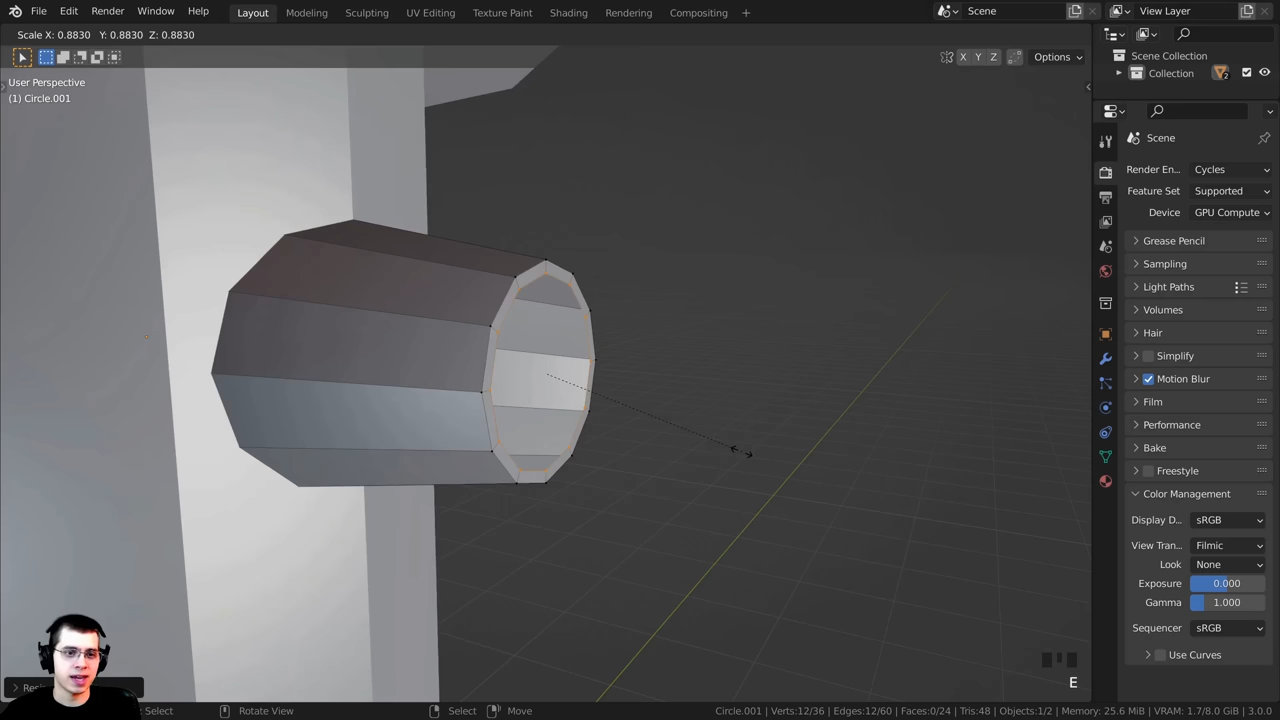 File Edit Render Window Help Layout Modeling Sculpting UV Editing Texture Paint Shading Rendering Compositing + Scene View Layer
Scale X: 0.8830 Y: 0.8830 Z: 0.8830
X Y Z Options
User Perspective
(1) Circle.001
Scene Collection
Collection 2
Scene
Render En... Cycles
Feature Set Supported
Device GPU Compute
Grease Pencil
Sampling
Light Paths
Volumes
Hair
Simplify
Motion Blur
Film
Performance
Bake
Freestyle
Color Management
Display D... sRGB
View Tran... Filmic
Look None
Exposure 0.000
Gamma 1.000
Sequencer sRGB
Use Curves
E
Select Rotate View Select Move Circle.001 | Verts:12/36 | Edges:12/60 | Faces:0/24 | Tris:48 | Objects:1/2 | Memory: 25.6 MiB | VRAM: 1.7/8.0 GiB | 3.0.0